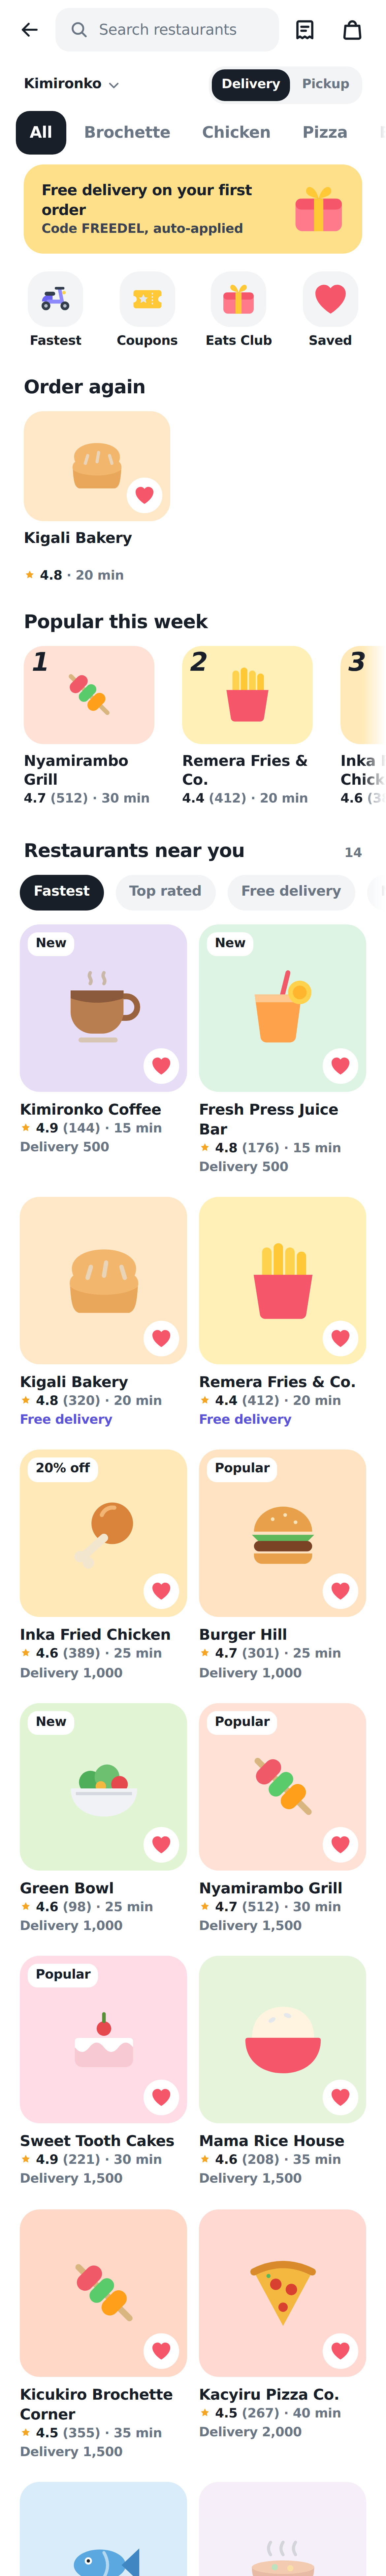 Search restaurants
Kimironko
Delivery
Pickup
All
Brochette
Chicken
Pizza
Free delivery on your first
order
Code FREEDEL, auto-applied
Fastest
Coupons
Eats Club
Saved
Order again
Kigali Bakery
4.8 · 20 min
Popular this week
1
2
3
Nyamirambo
Grill
4.7 (512) · 30 min
Remera Fries &
Co.
4.4 (412) · 20 min
Inka
Chick
4.6
Restaurants near you
14
Fastest
Top rated
Free delivery
New
Kimironko Coffee
4.9 (144) · 15 min
Delivery 500
New
Fresh Press Juice
Bar
4.8 (176) · 15 min
Delivery 500
Kigali Bakery
4.8 (320) · 20 min
Free delivery
Remera Fries & Co.
4.4 (412) · 20 min
Free delivery
20% off
Inka Fried Chicken
4.6 (389) · 25 min
Delivery 1,000
Popular
Burger Hill
4.7 (301) · 25 min
Delivery 1,000
New
Green Bowl
4.6 (98) · 25 min
Delivery 1,000
Popular
Nyamirambo Grill
4.7 (512) · 30 min
Delivery 1,500
Popular
Sweet Tooth Cakes
4.9 (221) · 30 min
Delivery 1,500
Mama Rice House
4.6 (208) · 35 min
Delivery 1,500
Kicukiro Brochette
Corner
4.5 (355) · 35 min
Delivery 1,500
Kacyiru Pizza Co.
4.5 (267) · 40 min
Delivery 2,000